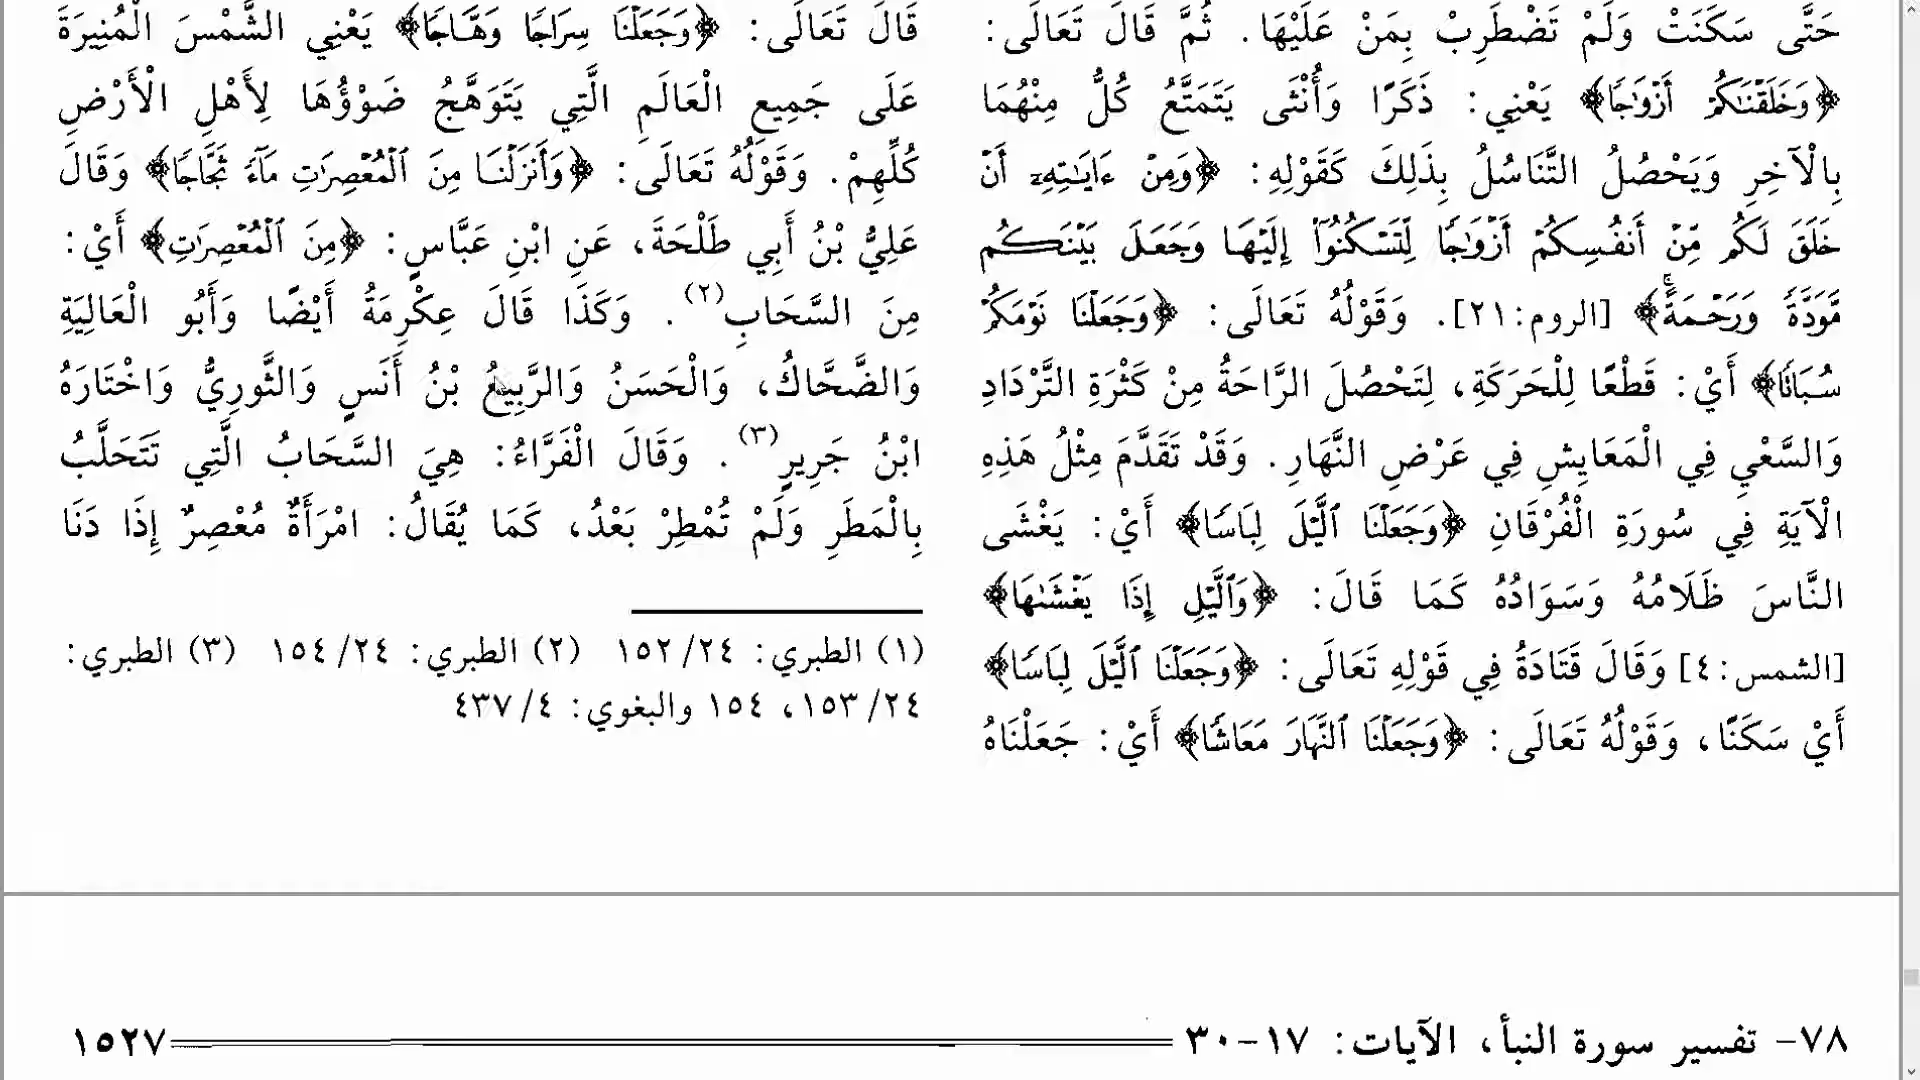 حَتَّى سَكَنَتْ وَلَمْ تَضْطَرِبْ بِمَنْ عَلَيْهَا. ثُمَّ قَالَ تَعَالَى:
﴿وَخَلَقْنَاكُمْ أَزْوَاجًا﴾ يَعْنِي: ذَكَرًا وَأُنْثَى يَتَمَتَّعُ كُلٌّ مِنْهُمَا
بِالْآخِرِ وَيَحْصُلُ التَّنَاسُلُ بِذَلِكَ كَقَوْلِهِ: ﴿وَمِنْ ءَايَـٰتِهِۦٓ أَنْ
خَلَقَ لَكُم مِّنْ أَنفُسِكُمْ أَزْوَٰجًا لِّتَسْكُنُوٓا۟ إِلَيْهَا وَجَعَلَ بَيْنَكُم
مَّوَدَّةً وَرَحْمَةً﴾ [الروم:٢١]. وَقَوْلُهُ تَعَالَى: ﴿وَجَعَلْنَا نَوْمَكُمْ
سُبَاتًا﴾ أَيْ: قَطْعًا لِلْحَرَكَةِ، لِتَحْصُلَ الرَّاحَةُ مِنْ كَثْرَةِ التَّرْدَادِ
وَالسَّعْيِ فِي الْمَعَايِشِ فِي عَرْضِ النَّهَارِ. وَقَدْ تَقَدَّمَ مِثْلُ هَذِهِ
الْآيَةِ فِي سُورَةِ الْفُرْقَانِ ﴿وَجَعَلْنَا ٱلَّيْلَ لِبَاسًا﴾ أَيْ: يَغْشَى
النَّاسَ ظَلَامُهُ وَسَوَادُهُ كَمَا قَالَ: ﴿وَٱلَّيْلِ إِذَا يَغْشَىٰهَا﴾
[الشمس:٤] وَقَالَ قَتَادَةُ فِي قَوْلِهِ تَعَالَى: ﴿وَجَعَلْنَا ٱلَّيْلَ لِبَاسًا﴾
أَيْ سَكَنًا، وَقَوْلُهُ تَعَالَى: ﴿وَجَعَلْنَا ٱلنَّهَارَ مَعَاشًا﴾ أَيْ: جَعَلْنَاهُ
قَالَ تَعَالَى: ﴿وَجَعَلْنَا سِرَاجًا وَهَّاجًا﴾ يَعْنِي الشَّمْسَ الْمُنِيرَةَ
عَلَى جَمِيعِ الْعَالَمِ الَّتِي يَتَوَهَّجُ ضَوْؤُهَا لِأَهْلِ الْأَرْضِ
كُلِّهِمْ. وَقَوْلُهُ تَعَالَى: ﴿وَأَنزَلْنَا مِنَ ٱلْمُعْصِرَٰتِ مَآءً ثَجَّاجًا﴾ وَقَالَ
عَلِيُّ بْنُ أَبِي طَلْحَةَ، عَنِ ابْنِ عَبَّاسٍ: ﴿مِنَ ٱلْمُعْصِرَٰتِ﴾ أَيْ:
مِنَ السَّحَابِ(٢). وَكَذَا قَالَ عِكْرِمَةُ أَيْضًا وَأَبُو الْعَالِيَةِ
وَالضَّحَّاكُ، وَالْحَسَنُ وَالرَّبِيعُ بْنُ أَنَسٍ وَالثَّوْرِيُّ وَاخْتَارَهُ
ابْنُ جَرِيرٍ(٣). وَقَالَ الْفَرَّاءُ: هِيَ السَّحَابُ الَّتِي تَتَحَلَّبُ
بِالْمَطَرِ وَلَمْ تُمْطِرْ بَعْدُ، كَمَا يُقَالُ: امْرَأَةٌ مُعْصِرٌ إِذَا دَنَا
(١) الطبري: ١٥٢/٢٤ (٢) الطبري: ١٥٤/٢٤ (٣) الطبري:
١٥٣/٢٤، ١٥٤ والبغوي: ٤٣٧/٤
٧٨- تفسير سورة النبأ، الآيات: ١٧-٣٠ ١٥٢٧